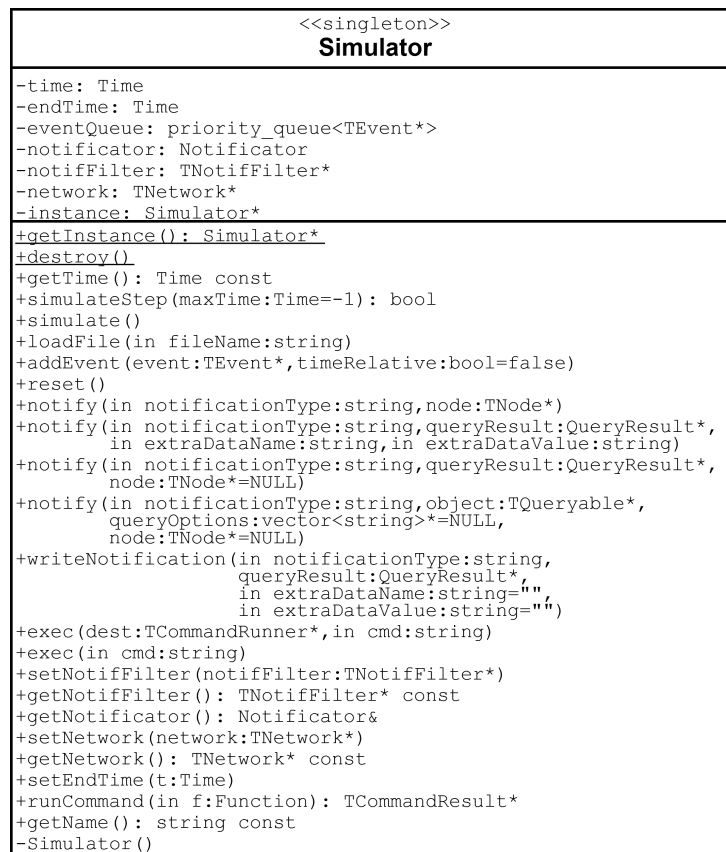 <<singleton>>
Simulator
-time: Time
-endTime: Time
-eventQueue: priority_queue<TEvent*>
-notificator: Notificator
-notifFilter: TNotifFilter*
-network: TNetwork*
-instance: Simulator*
+getInstance(): Simulator*
+destroy()
+getTime(): Time const
+simulateStep(maxTime:Time=-1): bool
+simulate()
+loadFile(in fileName:string)
+addEvent(event:TEvent*,timeRelative:bool=false)
+reset()
+notify(in notificationType:string,node:TNode*)
+notify(in notificationType:string,queryResult:QueryResult*,
in extraDataName:string,in extraDataValue:string)
+notify(in notificationType:string,queryResult:QueryResult*,
node:TNode*=NULL)
+notify(in notificationType:string,object:TQueryable*,
queryOptions:vector<string>*=NULL,
node:TNode*=NULL)
+writeNotification(in notificationType:string,
queryResult:QueryResult*,
in extraDataName:string="",
in extraDataValue:string="")
+exec(dest:TCommandRunner*,in cmd:string)
+exec(in cmd:string)
+setNotifFilter(notifFilter:TNotifFilter*)
+getNotifFilter(): TNotifFilter* const
+getNotificator(): Notificator&
+setNetwork(network:TNetwork*)
+getNetwork(): TNetwork* const
+setEndTime(t:Time)
+runCommand(in f:Function): TCommandResult*
+getName(): string const
-Simulator()